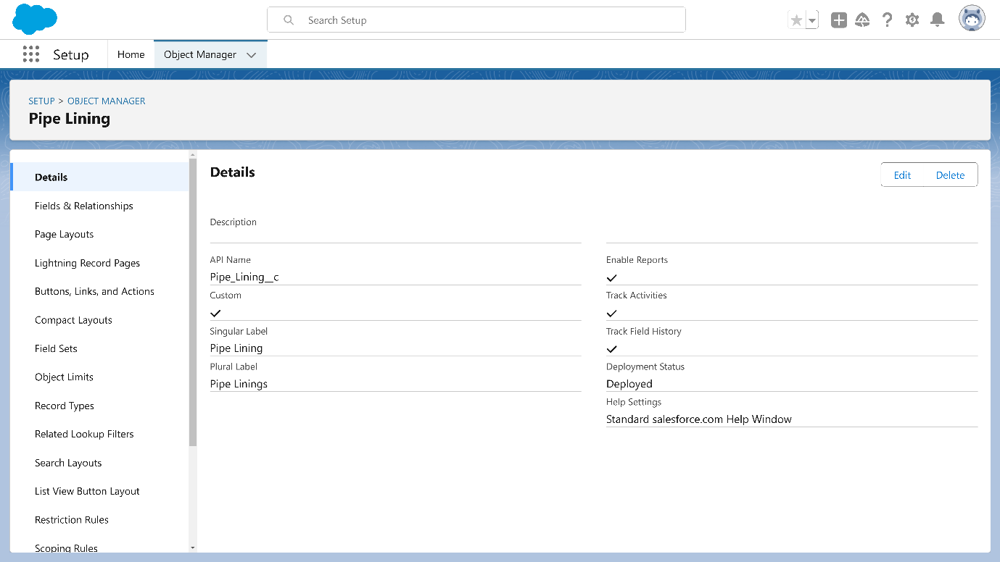 Search Setup
Setup
Home
Object Manager
SETUP > OBJECT MANAGER
Pipe Lining
Details
Fields & Relationships
Page Layouts
Lightning Record Pages
Buttons, Links, and Actions
Compact Layouts
Field Sets
Object Limits
Record Types
Related Lookup Filters
Search Layouts
List View Button Layout
Restriction Rules
Scoping Rules
Details
Edit
Delete
Description
API Name
Pipe_Lining__c
Custom
Singular Label
Pipe Lining
Plural Label
Pipe Linings
Enable Reports
Track Activities
Track Field History
Deployment Status
Deployed
Help Settings
Standard salesforce.com Help Window